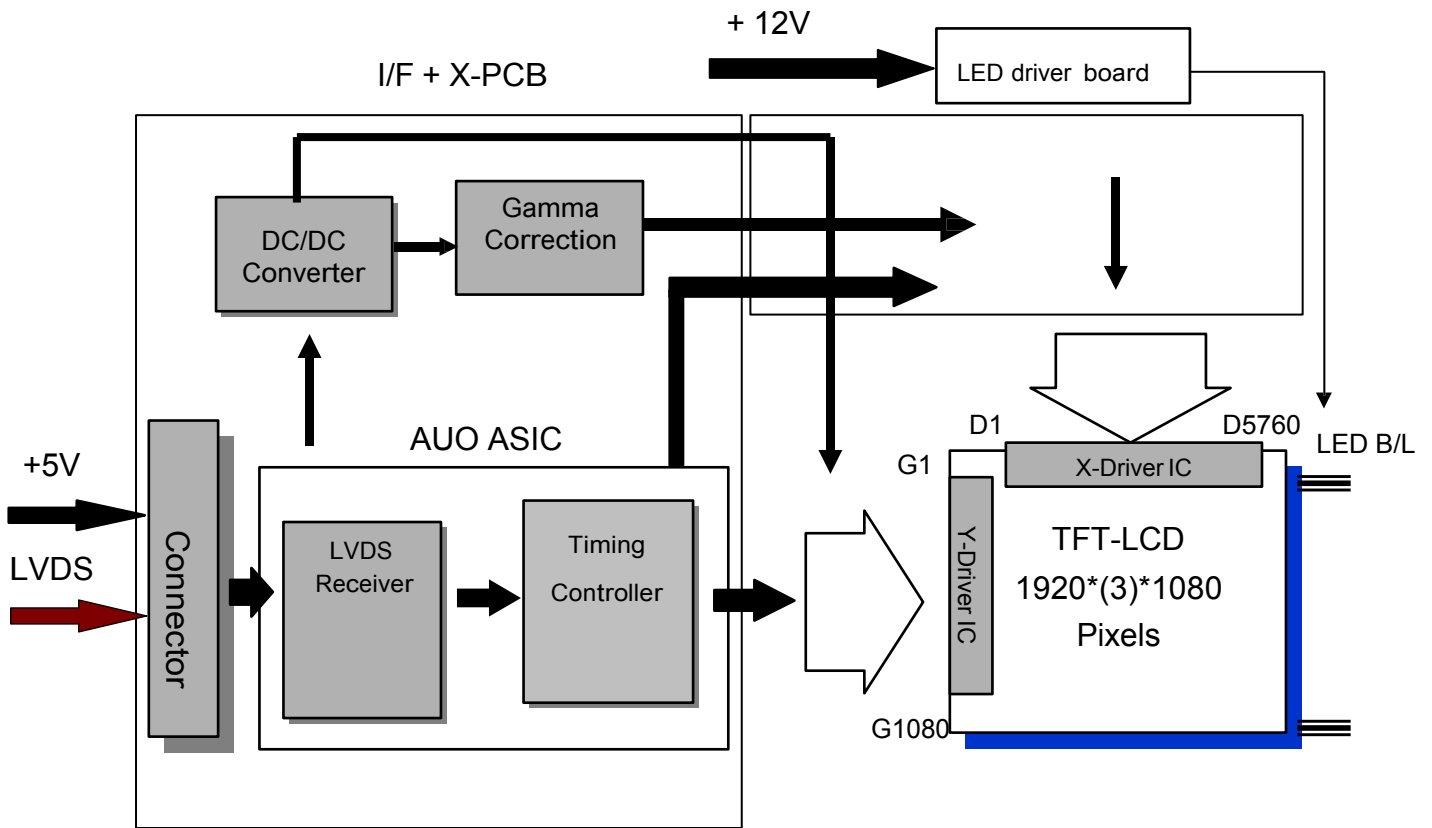 + 12V
LED driver board
I/F + X-PCB
Gamma
Correction
DC/DC
Converter
AUO ASIC
+5V
LVDS
Connector
LVDS
Receiver
Timing
Controller
D1
D5760
LED B/L
G1
X-Driver IC
Y-Driver IC
TFT-LCD
1920*(3)*1080
Pixels
G1080